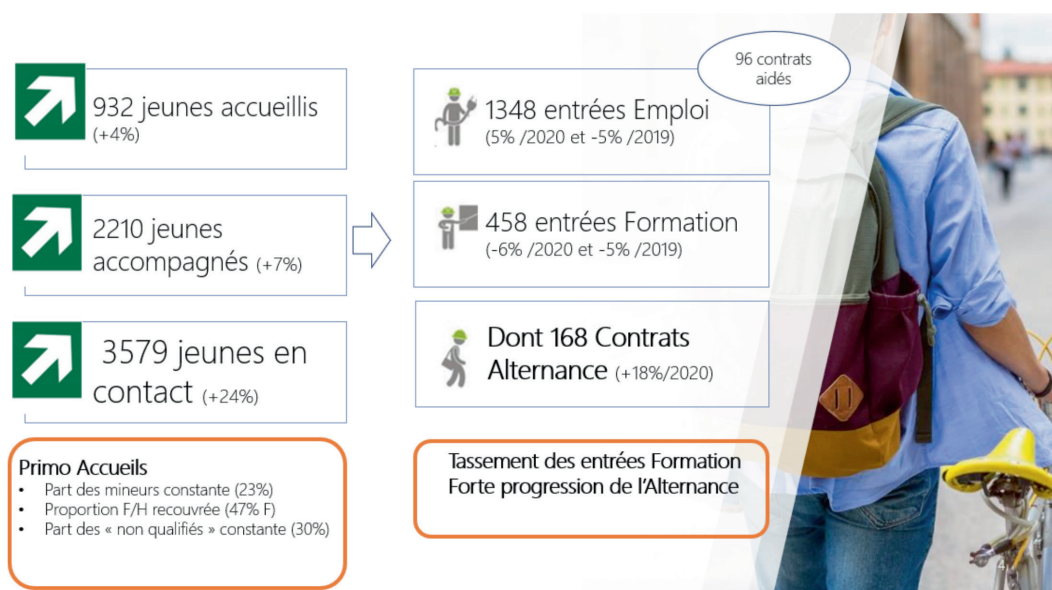 932 jeunes accueillis
(+4%)
2210 jeunes
accompagnés (+7%)
3579 jeunes en
contact (+24%)
Primo Accueils
• Part des mineurs constante (23%)
• Proportion F/H recouvrée (47% F)
• Part des « non qualifiés » constante (30%)
96 contrats
aidés
1348 entrées Emploi
(5% /2020 et -5% /2019)
458 entrées Formation
(-6% /2020 et -5% /2019)
Dont 168 Contrats
Alternance (+18%/2020)
Tassement des entrées Formation
Forte progression de l'Alternance